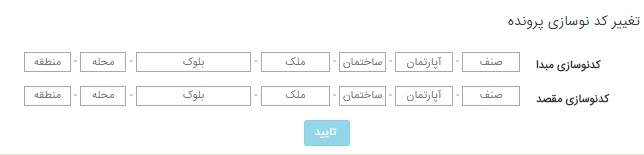 تغییر کد نوسازی پرونده
کدنوسازی مبدا صنف - آپارتمان - ساختمان - ملک - بلوک - محله - منطقه
کدنوسازی مقصد صنف - آپارتمان - ساختمان - ملک - بلوک - محله - منطقه
تایید